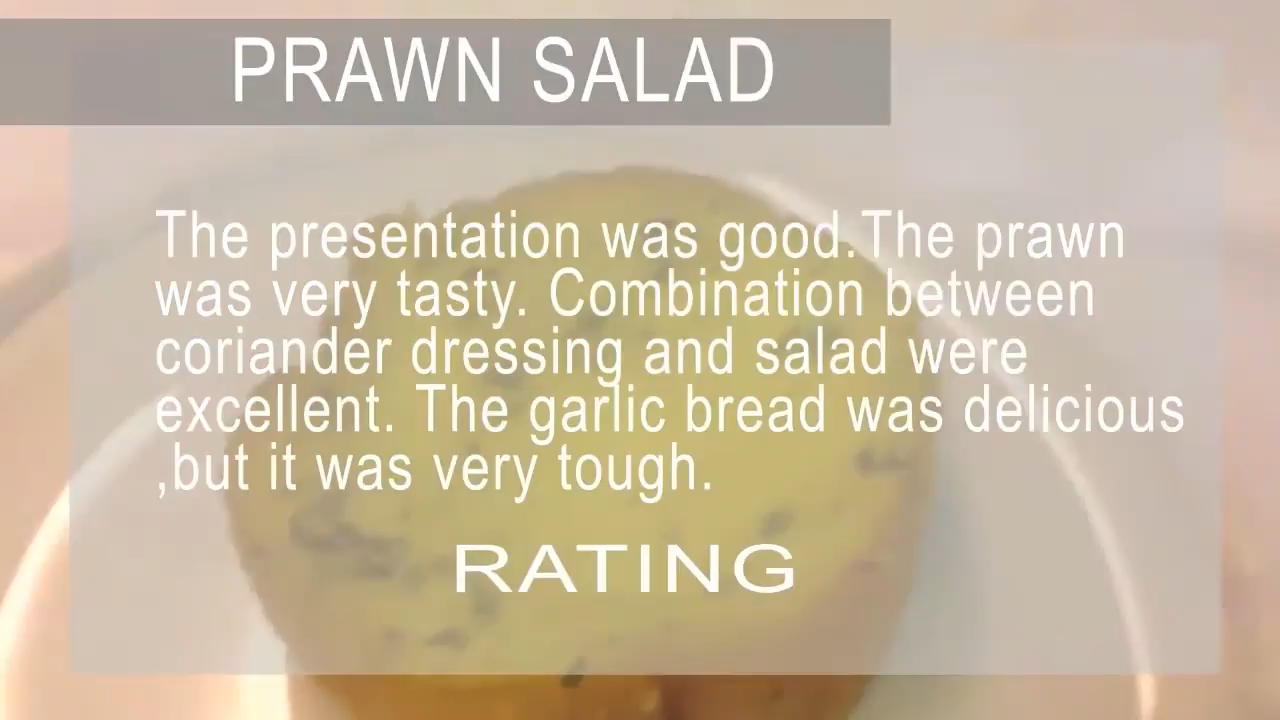 PRAWN SALAD
The presentation was good.The prawn
was very tasty. Combination between
coriander dressing and salad were
excellent. The garlic bread was delicious
,but it was very tough.
RATING